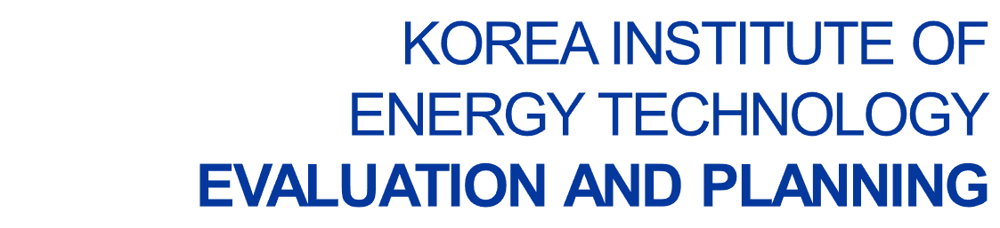 KOREA INSTITUTE OF
ENERGY TECHNOLOGY
EVALUATION AND PLANNING